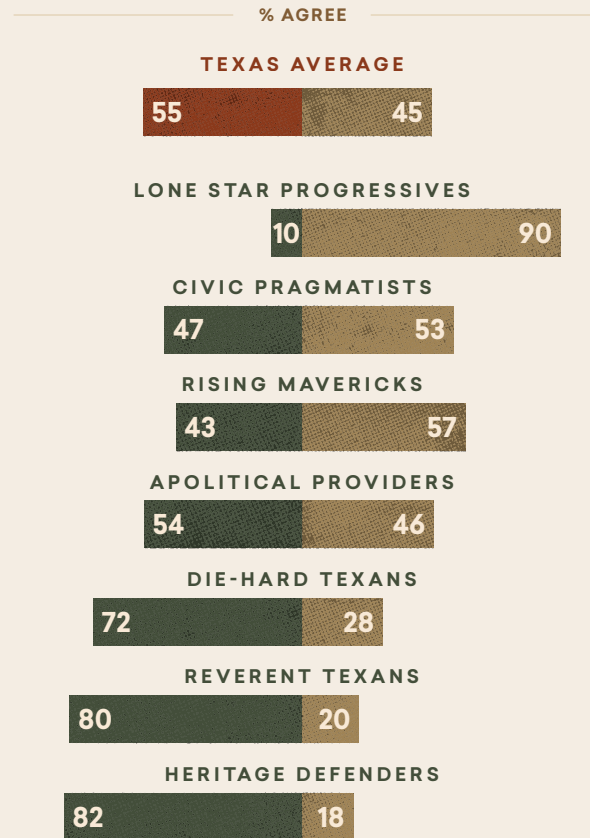 % AGREE
TEXAS AVERAGE
55 45
LONE STAR PROGRESSIVES
10 90
CIVIC PRAGMATISTS
47 53
RISING MAVERICKS
43 57
APOLITICAL PROVIDERS
54 46
DIE-HARD TEXANS
72 28
REVERENT TEXANS
80 20
HERITAGE DEFENDERS
82 18